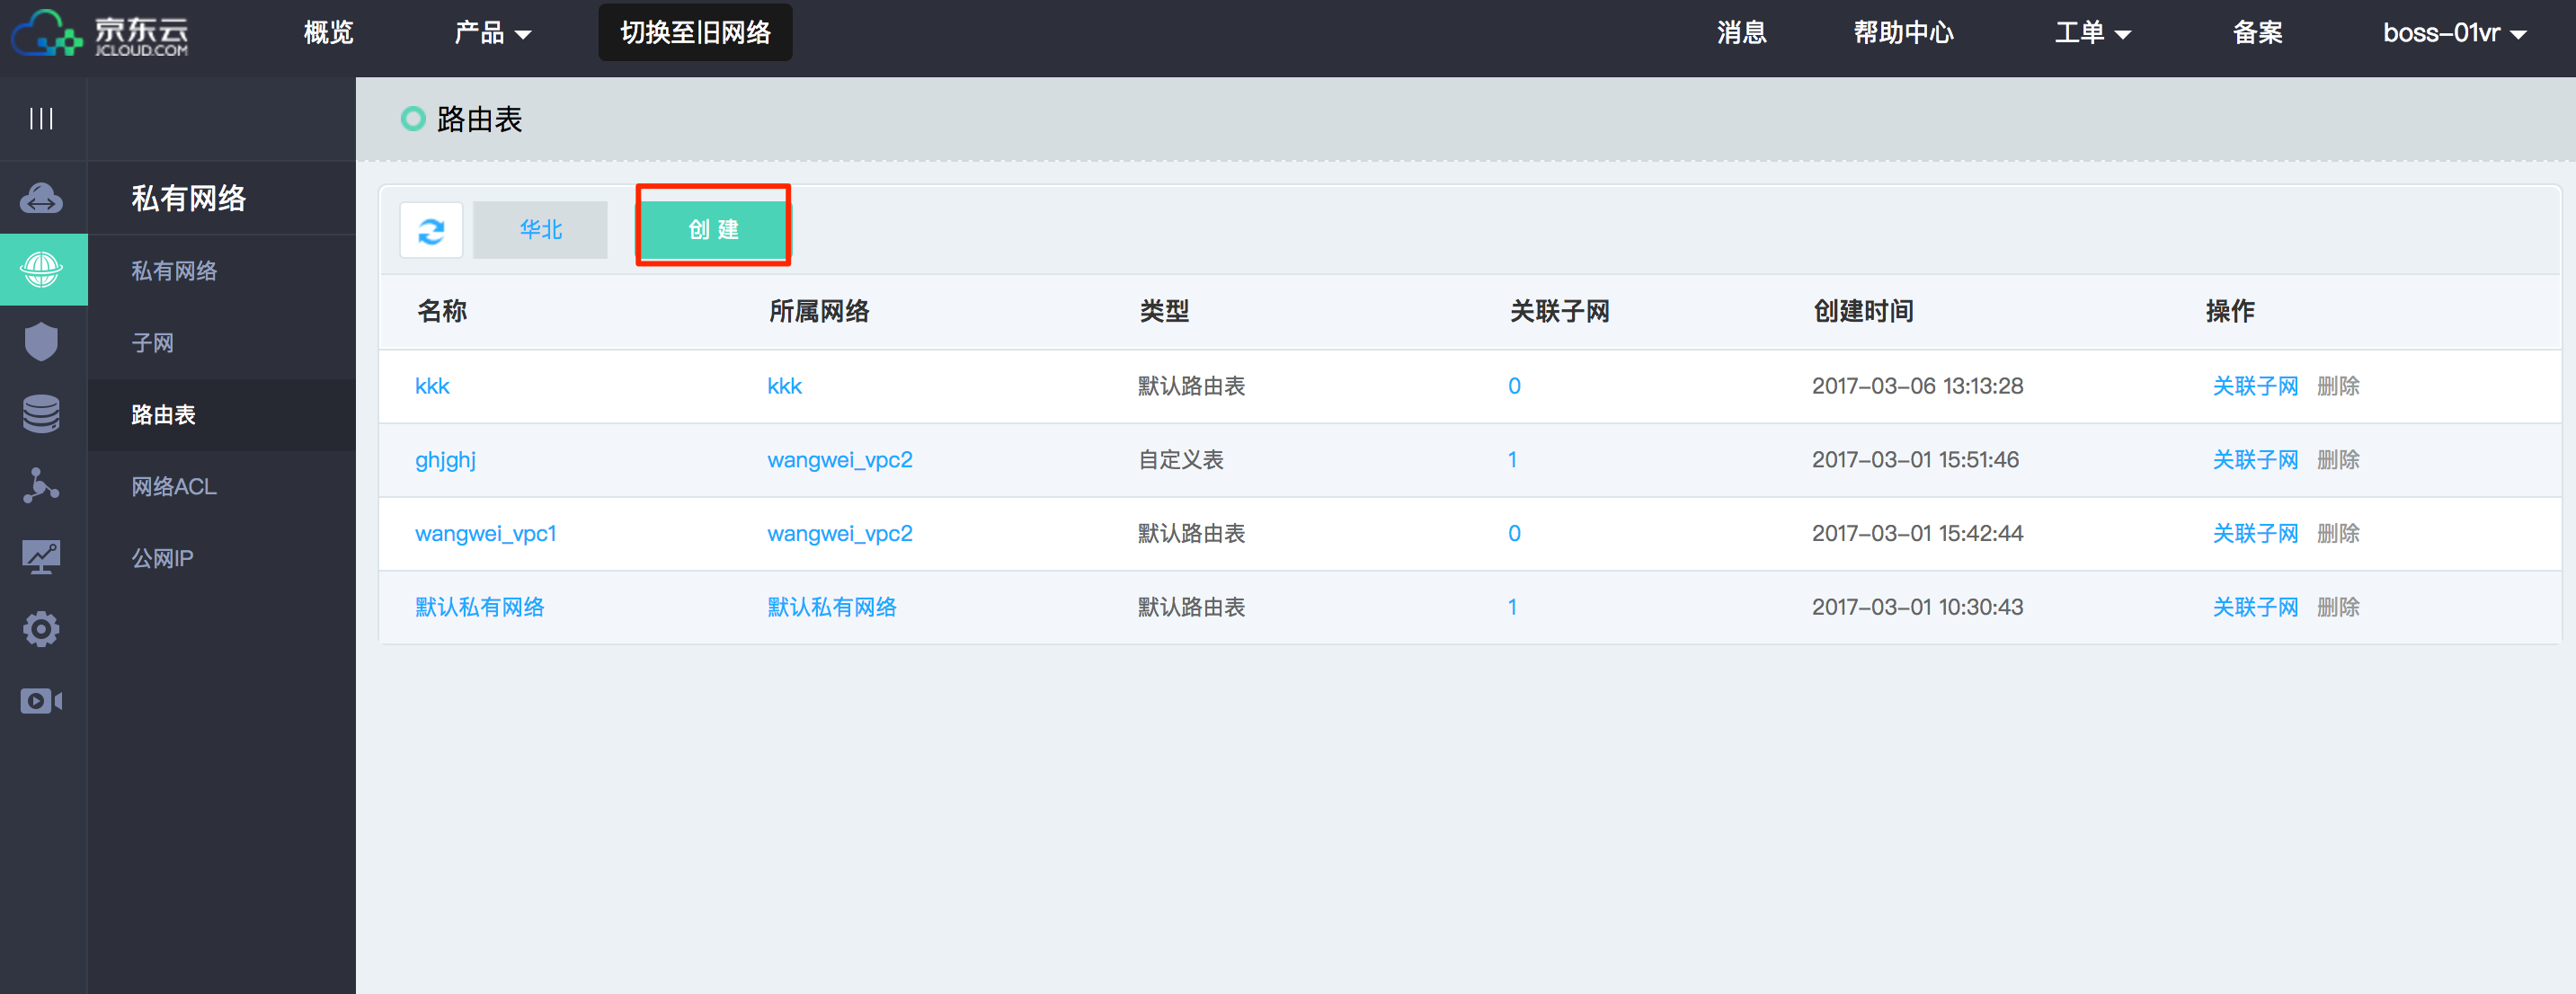 京东云
JCLOUD.COM
概览 产品 切换至旧网络 消息 帮助中心 工单 备案 boss-01vr
路由表
私有网络
私有网络
子网
路由表
网络ACL
公网IP
华北 创 建
名称 所属网络 类型 关联子网 创建时间 操作
kkk kkk 默认路由表 0 2017-03-06 13:13:28 关联子网 删除
ghjghj wangwei_vpc2 自定义表 1 2017-03-01 15:51:46 关联子网 删除
wangwei_vpc1 wangwei_vpc2 默认路由表 0 2017-03-01 15:42:44 关联子网 删除
默认私有网络 默认私有网络 默认路由表 1 2017-03-01 10:30:43 关联子网 删除